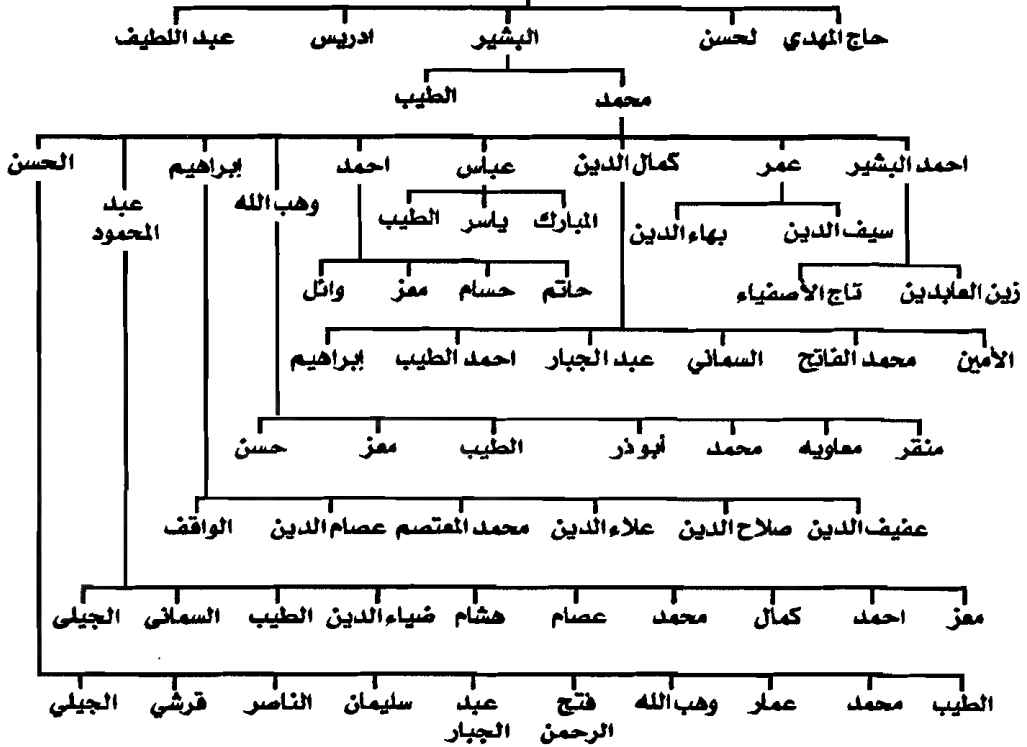 حاج المهدي لحسن البشير ادريس عبد اللطيف
محمد الطيب
احمد البشير عمر كمال الدين عباس احمد وهب الله إبراهيم عبد المحمود الحسن
المبارك ياسر الطيب
سيف الدين بهاء الدين
زين العابدين تاج الأصفياء
حاتم حسام معز وائل
الأمين محمد الفاتح السماني عبد الجبار احمد الطيب إبراهيم
منقر معاويه محمد أبو ذر الطيب معز حسن
عفيف الدين صلاح الدين علاء الدين محمد المعتصم عصام الدين الواقف
معز احمد كمال محمد عصام هشام ضياء الدين الطيب السمانى الجيلى
الطيب محمد عمار وهب الله فتح الرحمن عبد الجبار سليمان الناصر قرشي الجيلي